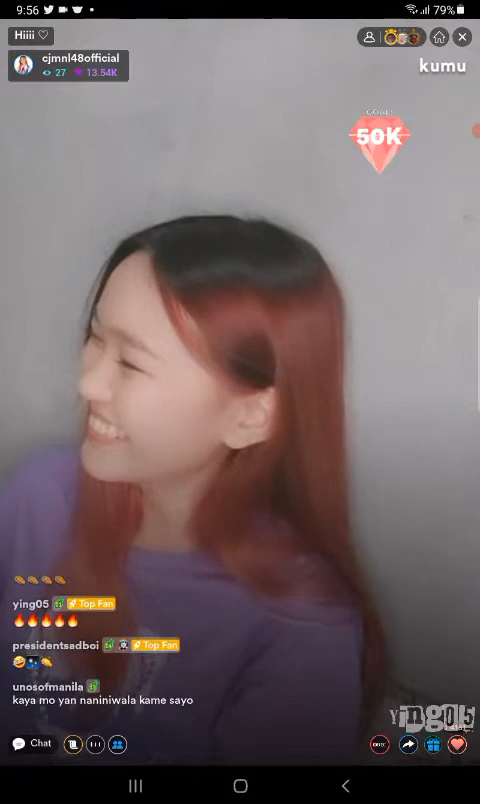 9:56
79%
Hiiii ♡
cjmnl48official
27
13.54K
kumu
GOAL:
50K
ying05 Top Fan
presidentsadboi Top Fan
unosofmanila
kaya mo yan naniniwala kame sayo
Ying05
Chat